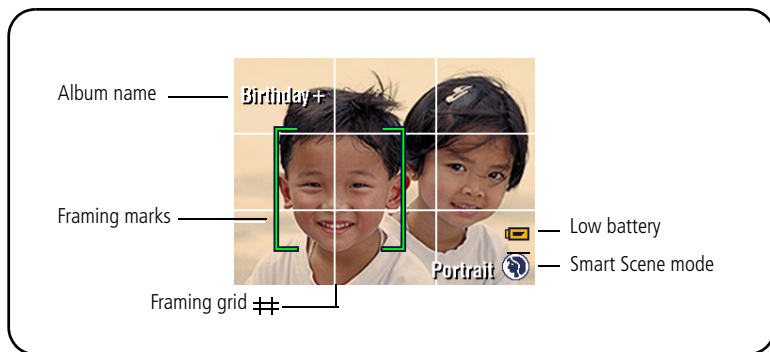 Album name
Birthday+
Framing marks
Low battery
Portrait
Smart Scene mode
Framing grid